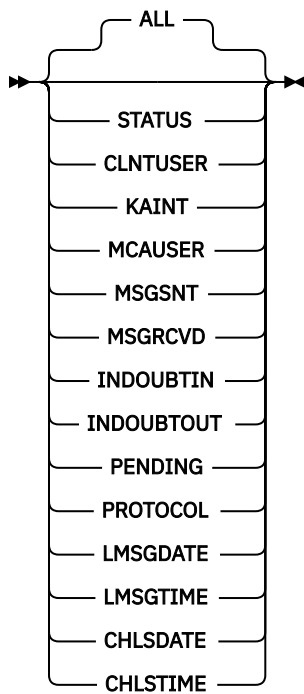 ALL
STATUS
CLNTUSER
KAINT
MCAUSER
MSGSNT
MSGRCVD
INDOUBTIN
INDOUBTOUT
PENDING
PROTOCOL
LMSGDATE
LMSGTIME
CHLSDATE
CHLSTIME